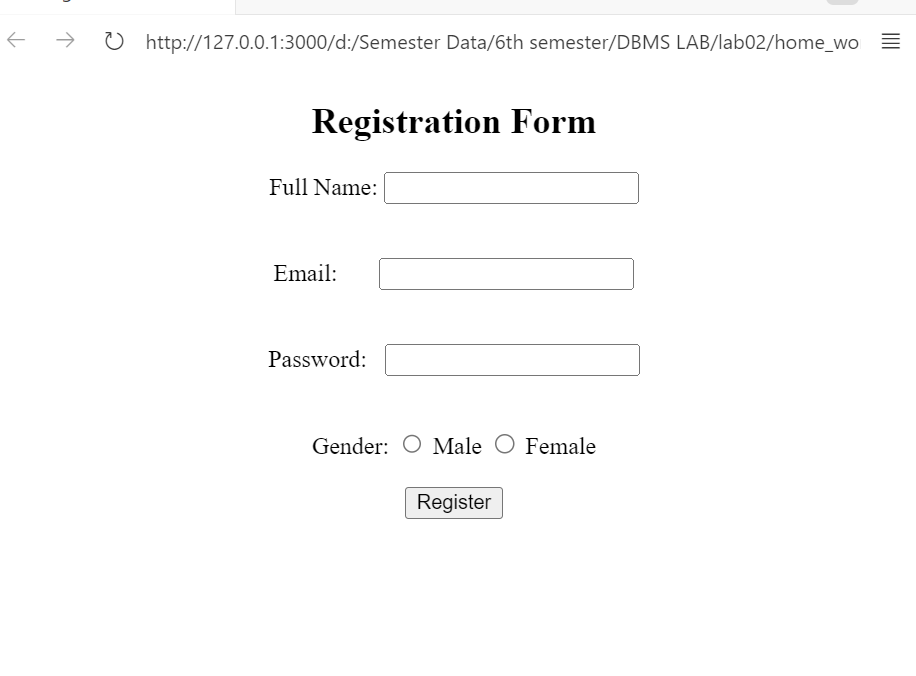 http://127.0.0.1:3000/d:/Semester Data/6th semester/DBMS LAB/lab02/home_wo
Registration Form
Full Name:
Email:
Password:
Gender: Male Female
Register